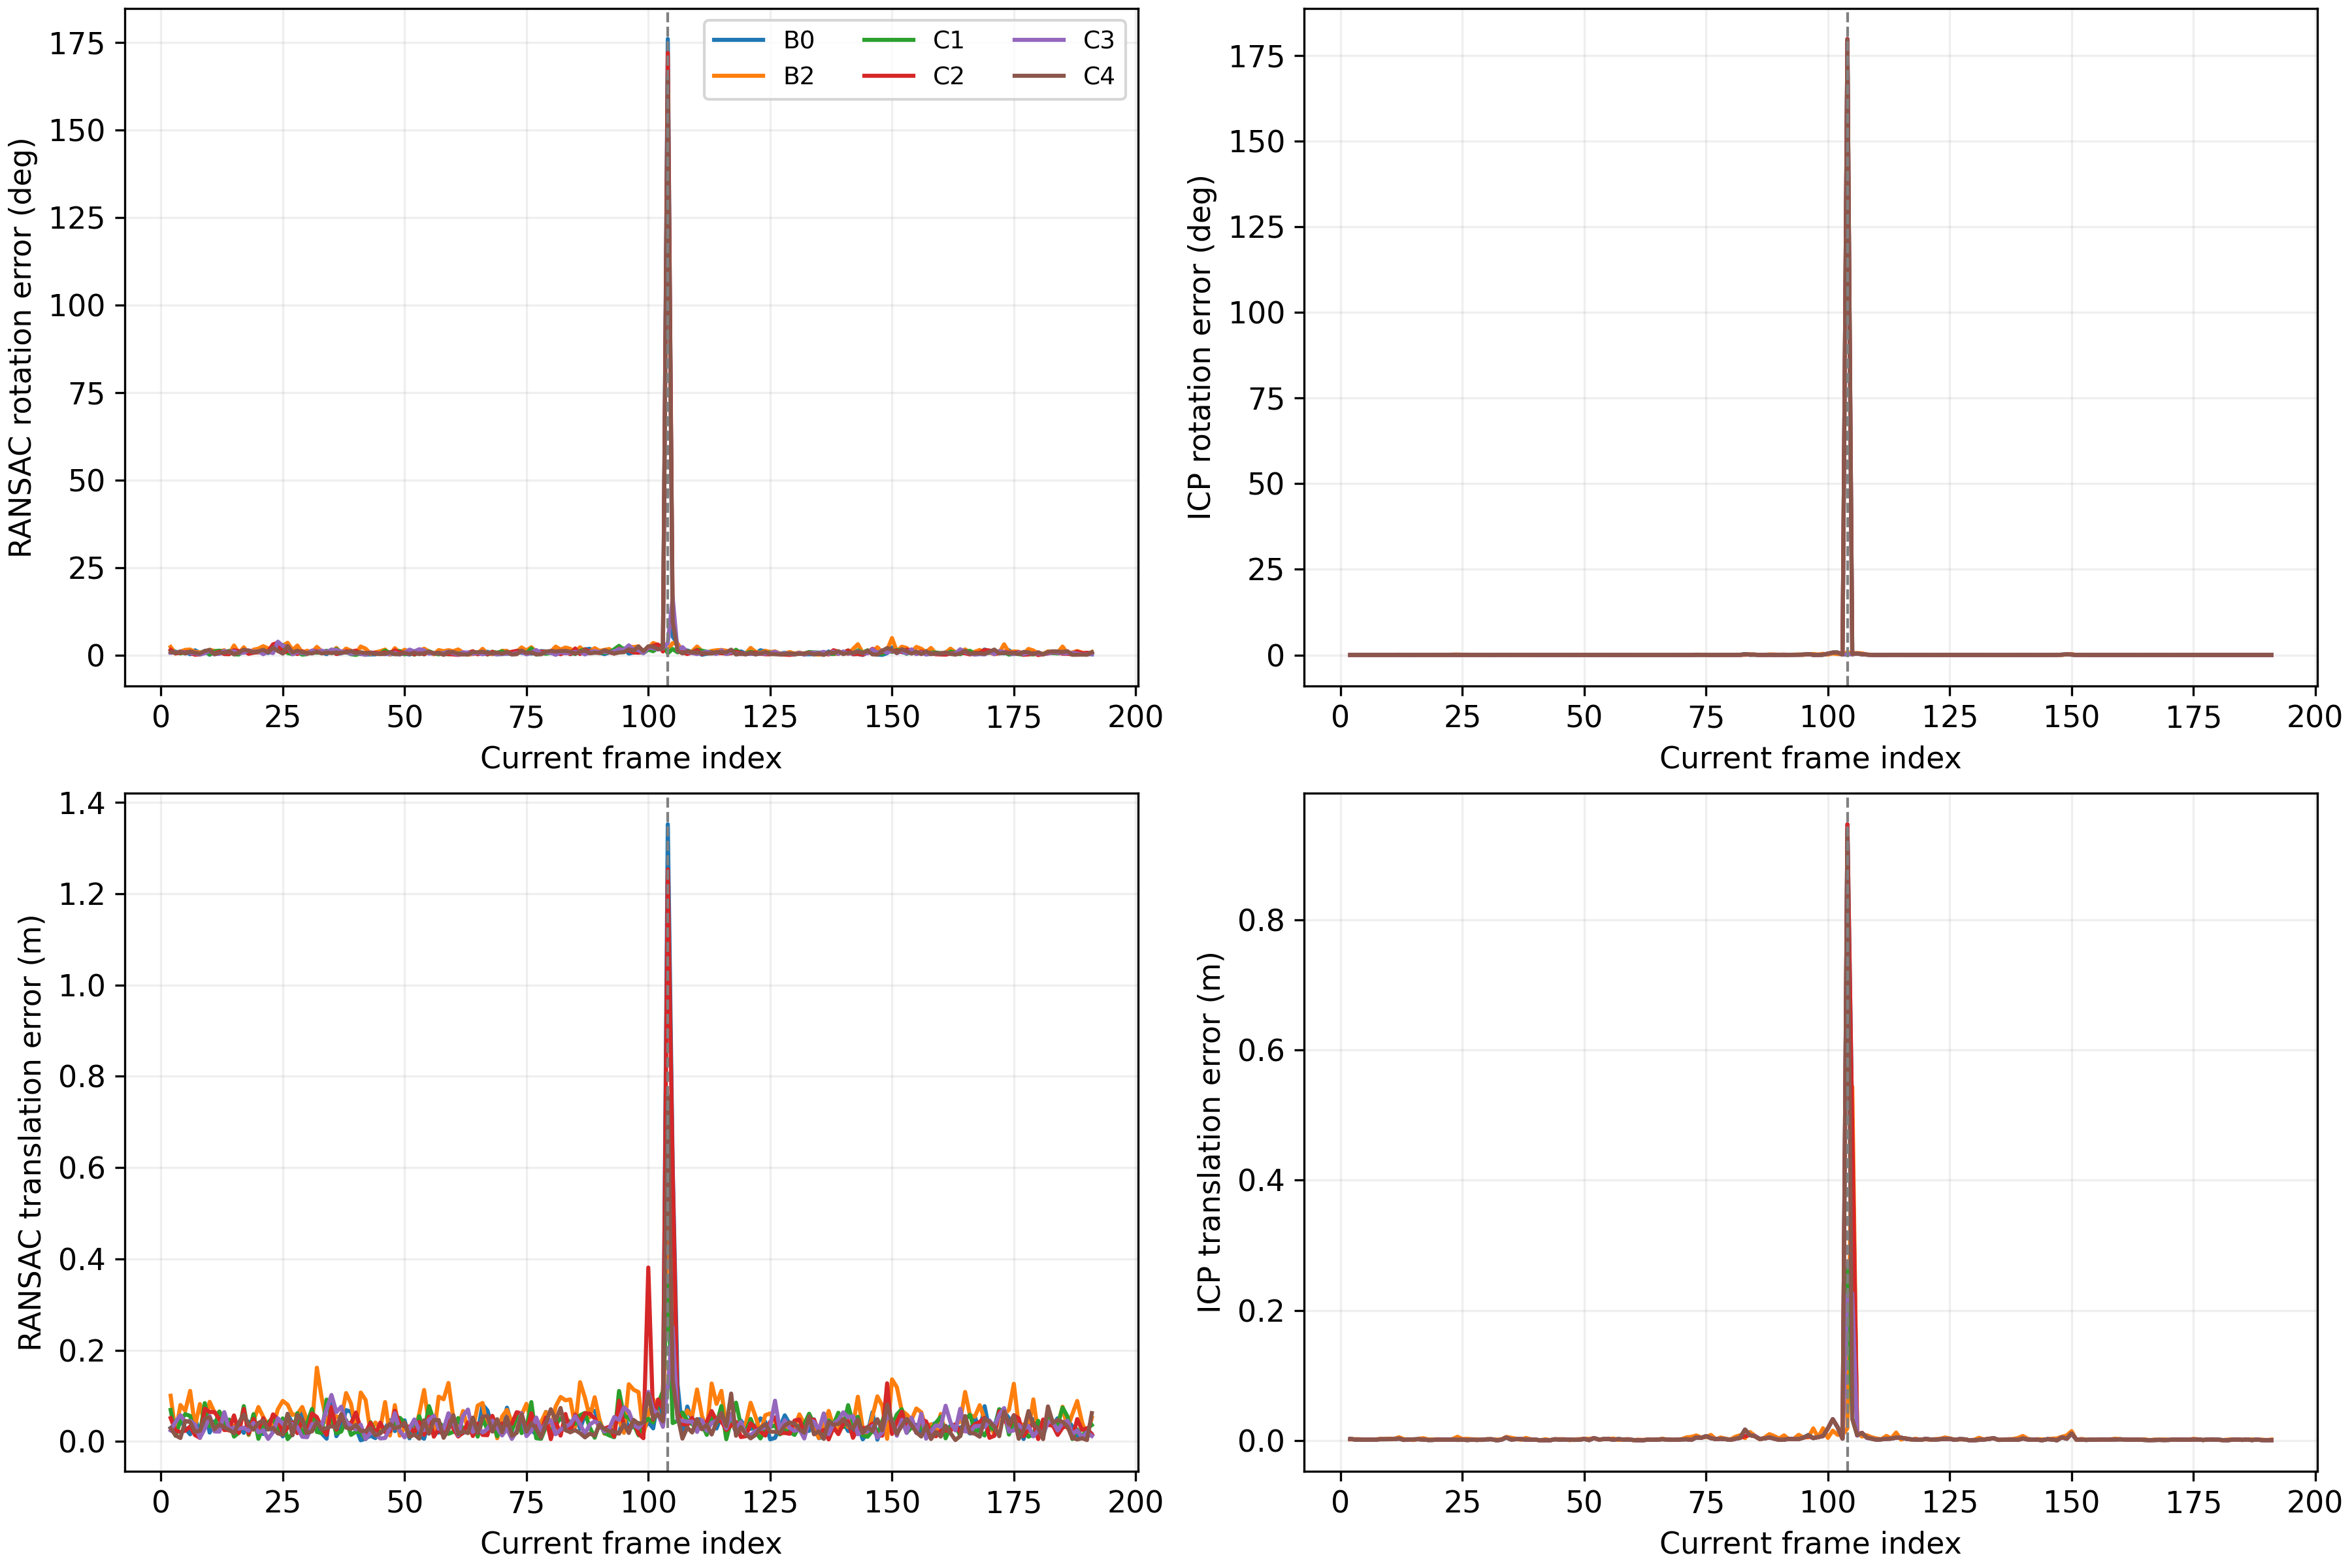 RANSAC rotation error (deg)
175
150
125
100
75
50
25
0
B0 C1 C3
B2 C2 C4
0 25 50 75 100 125 150 175 200
Current frame index
ICP rotation error (deg)
175
150
125
100
75
50
25
0
0 25 50 75 100 125 150 175 200
Current frame index
RANSAC translation error (m)
1.4
1.2
1.0
0.8
0.6
0.4
0.2
0.0
0 25 50 75 100 125 150 175 200
Current frame index
ICP translation error (m)
0.8
0.6
0.4
0.2
0.0
0 25 50 75 100 125 150 175 200
Current frame index